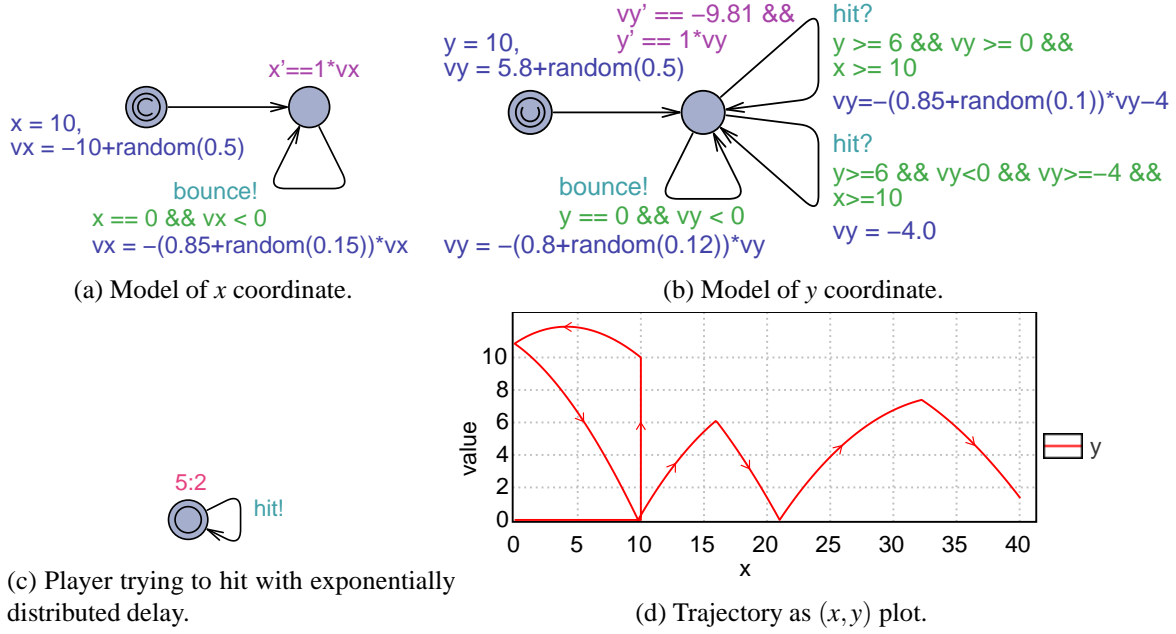 x'==1*vx
x = 10,
vx = −10+random(0.5)
bounce!
x == 0 && vx < 0
vx = −(0.85+random(0.15))*vx
(a) Model of x coordinate.
vy' == −9.81 &&
y' == 1*vy
y = 10,
vy = 5.8+random(0.5)
hit?
y >= 6 && vy >= 0 &&
x >= 10
vy=−(0.85+random(0.1))*vy−4
hit?
y>=6 && vy<0 && vy>=−4 &&
x>=10
vy = −4.0
bounce!
y == 0 && vy < 0
vy = −(0.8+random(0.12))*vy
(b) Model of y coordinate.
5:2
hit!
(c) Player trying to hit with exponentially
distributed delay.
value
10
8
6
4
2
0
0 5 10 15 20 25 30 35 40
x
y
(d) Trajectory as (x, y) plot.